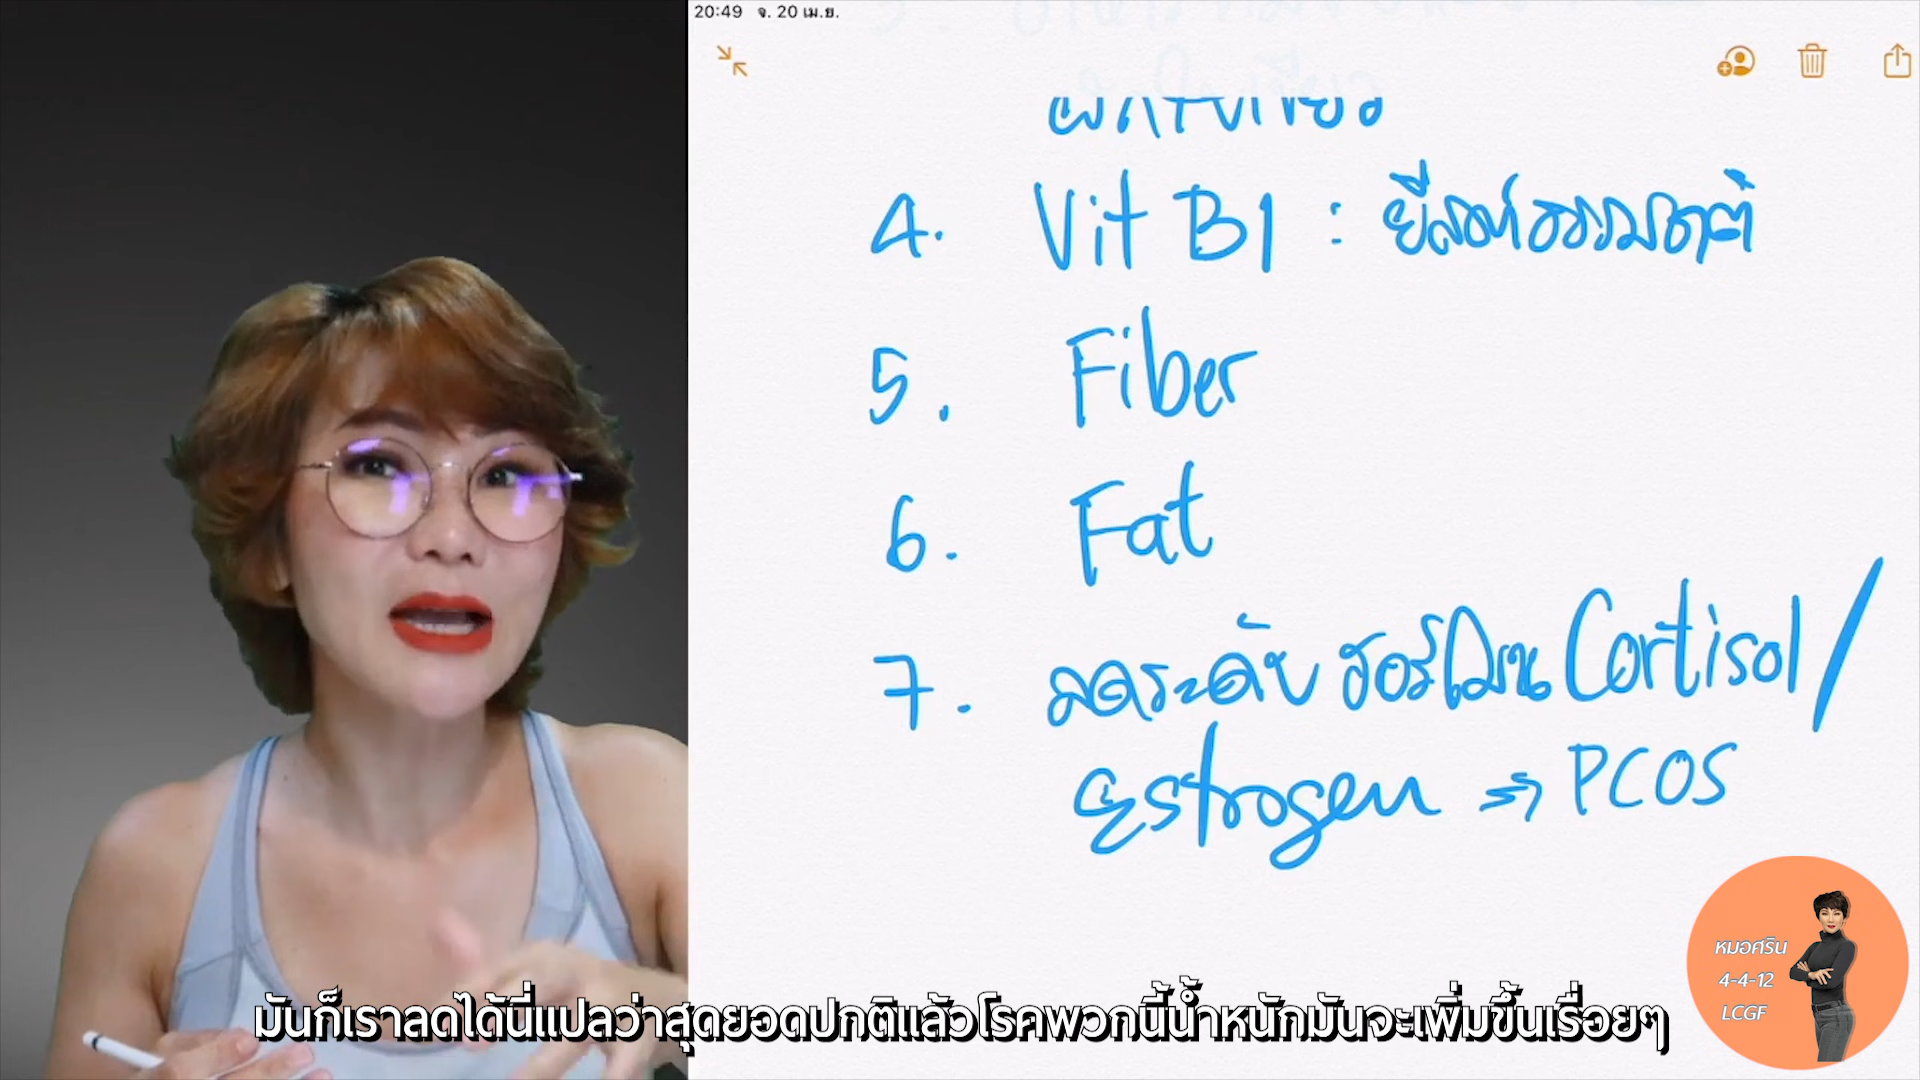 20:49 จ. 20 เม.ย.
4. Vit B1 : ยีสต์ธรรมชาติ
5. Fiber
6. Fat
7. ลดระดับ ฮอร์โมน Cortisol /
Estrogen => PCOS
หมอศริน
4-4-12
LCGF
มันก็เราลดได้นี่แปลว่าสุดยอดปกติแล้วโรคพวกนี้น้ำหนักมันจะเพิ่มขึ้นเรื่อยๆ